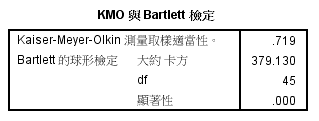 KMO 與 Bartlett 檢定
Kaiser-Meyer-Olkin 測量取樣適當性。 .719
Bartlett 的球形檢定 大約 卡方 379.130
df 45
顯著性 .000